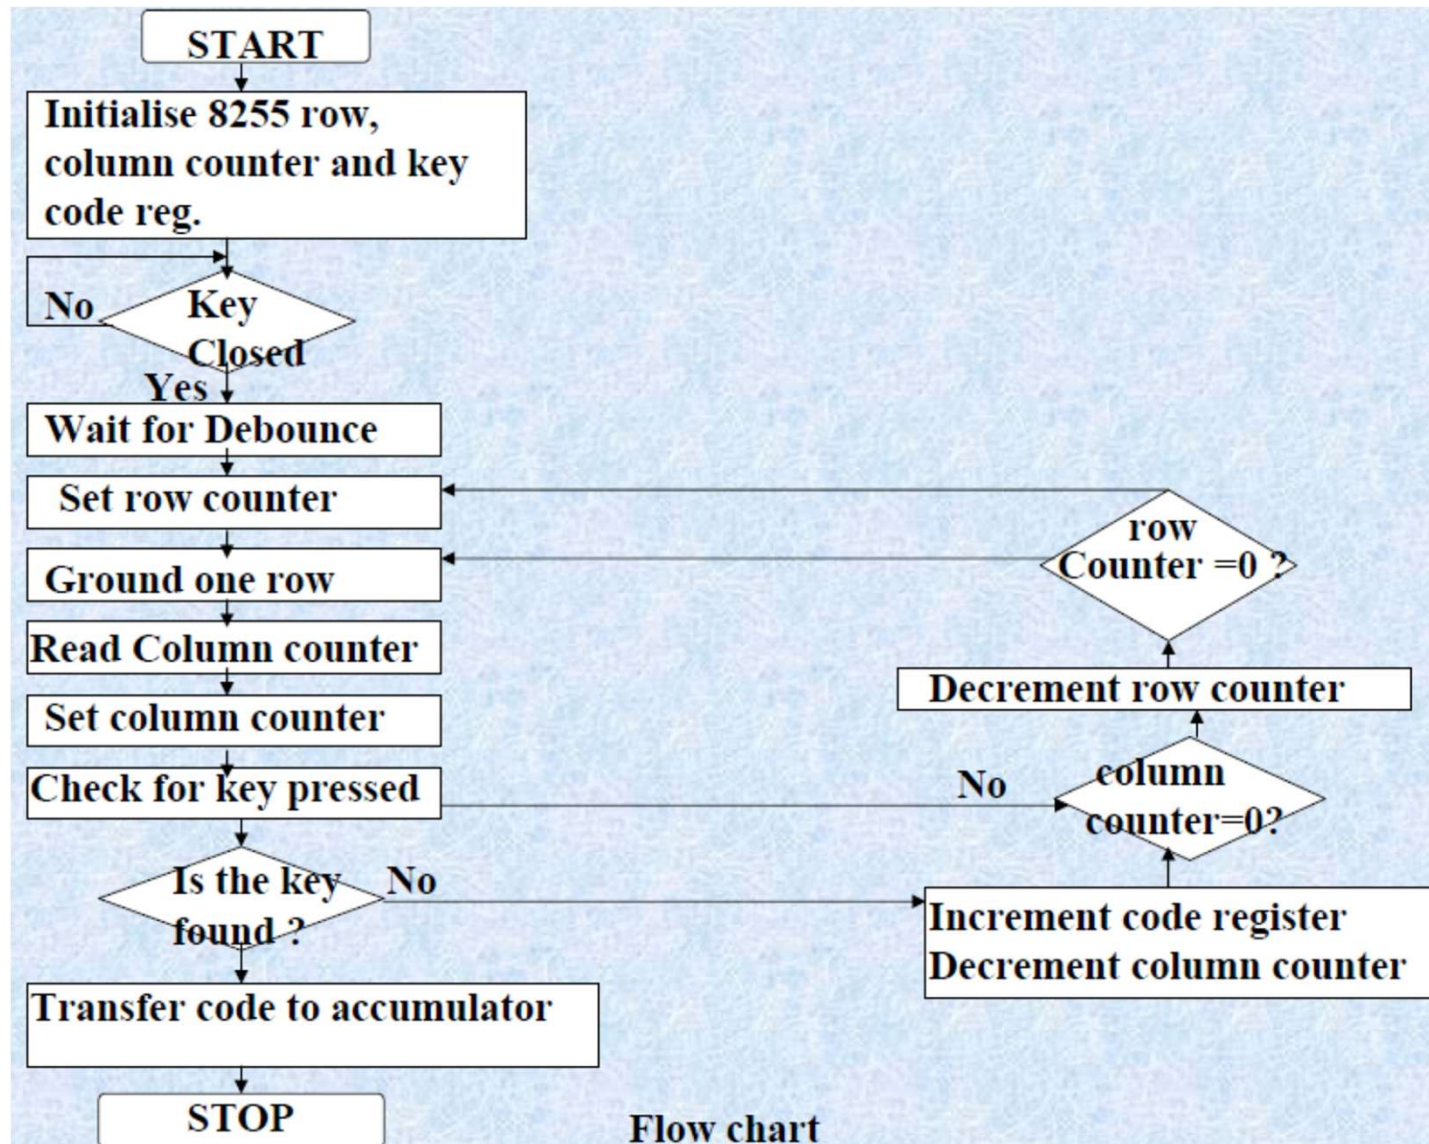 START
Initialise 8255 row,
column counter and key
code reg.
No
Key
Closed
Yes
Wait for Debounce
Set row counter
Ground one row
Read Column counter
Set column counter
Check for key pressed
Is the key
found ?
No
Transfer code to accumulator
STOP
row
Counter =0 ?
Decrement row counter
No
column
counter=0?
Increment code register
Decrement column counter
Flow chart